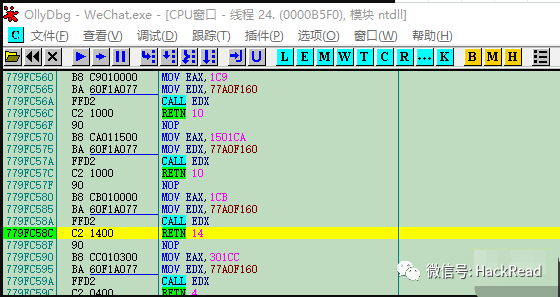 OllyDbg - WeChat.exe - [CPU窗口 - 线程 24. (0000B5F0), 模块 ntdll]
C 文件(F) 查看(V) 调试(D) 跟踪(T) 插件(P) 选项(O) 窗口(W) 帮助(H)
L E M W T C R ... K B M H
779FC560 B8 C9010000 MOV EAX,1C9
779FC565 BA 60F1A077 MOV EDX,77A0F160
779FC56A FFD2 CALL EDX
779FC56C C2 1000 RETN 10
779FC56F 90 NOP
779FC570 B8 CA011500 MOV EAX,1501CA
779FC575 BA 60F1A077 MOV EDX,77A0F160
779FC57A FFD2 CALL EDX
779FC57C C2 1000 RETN 10
779FC57F 90 NOP
779FC580 B8 CB010000 MOV EAX,1CB
779FC585 BA 60F1A077 MOV EDX,77A0F160
779FC58A FFD2 CALL EDX
779FC58C C2 1400 RETN 14
779FC58F 90 NOP
779FC590 B8 CC010300 MOV EAX,301CC
779FC595 BA 60F1A077 MOV EDX,77A0F160
779FC59A FFD2 CALL EDX
779FC59C C2 0400 RETN 4
微信号: HackRead